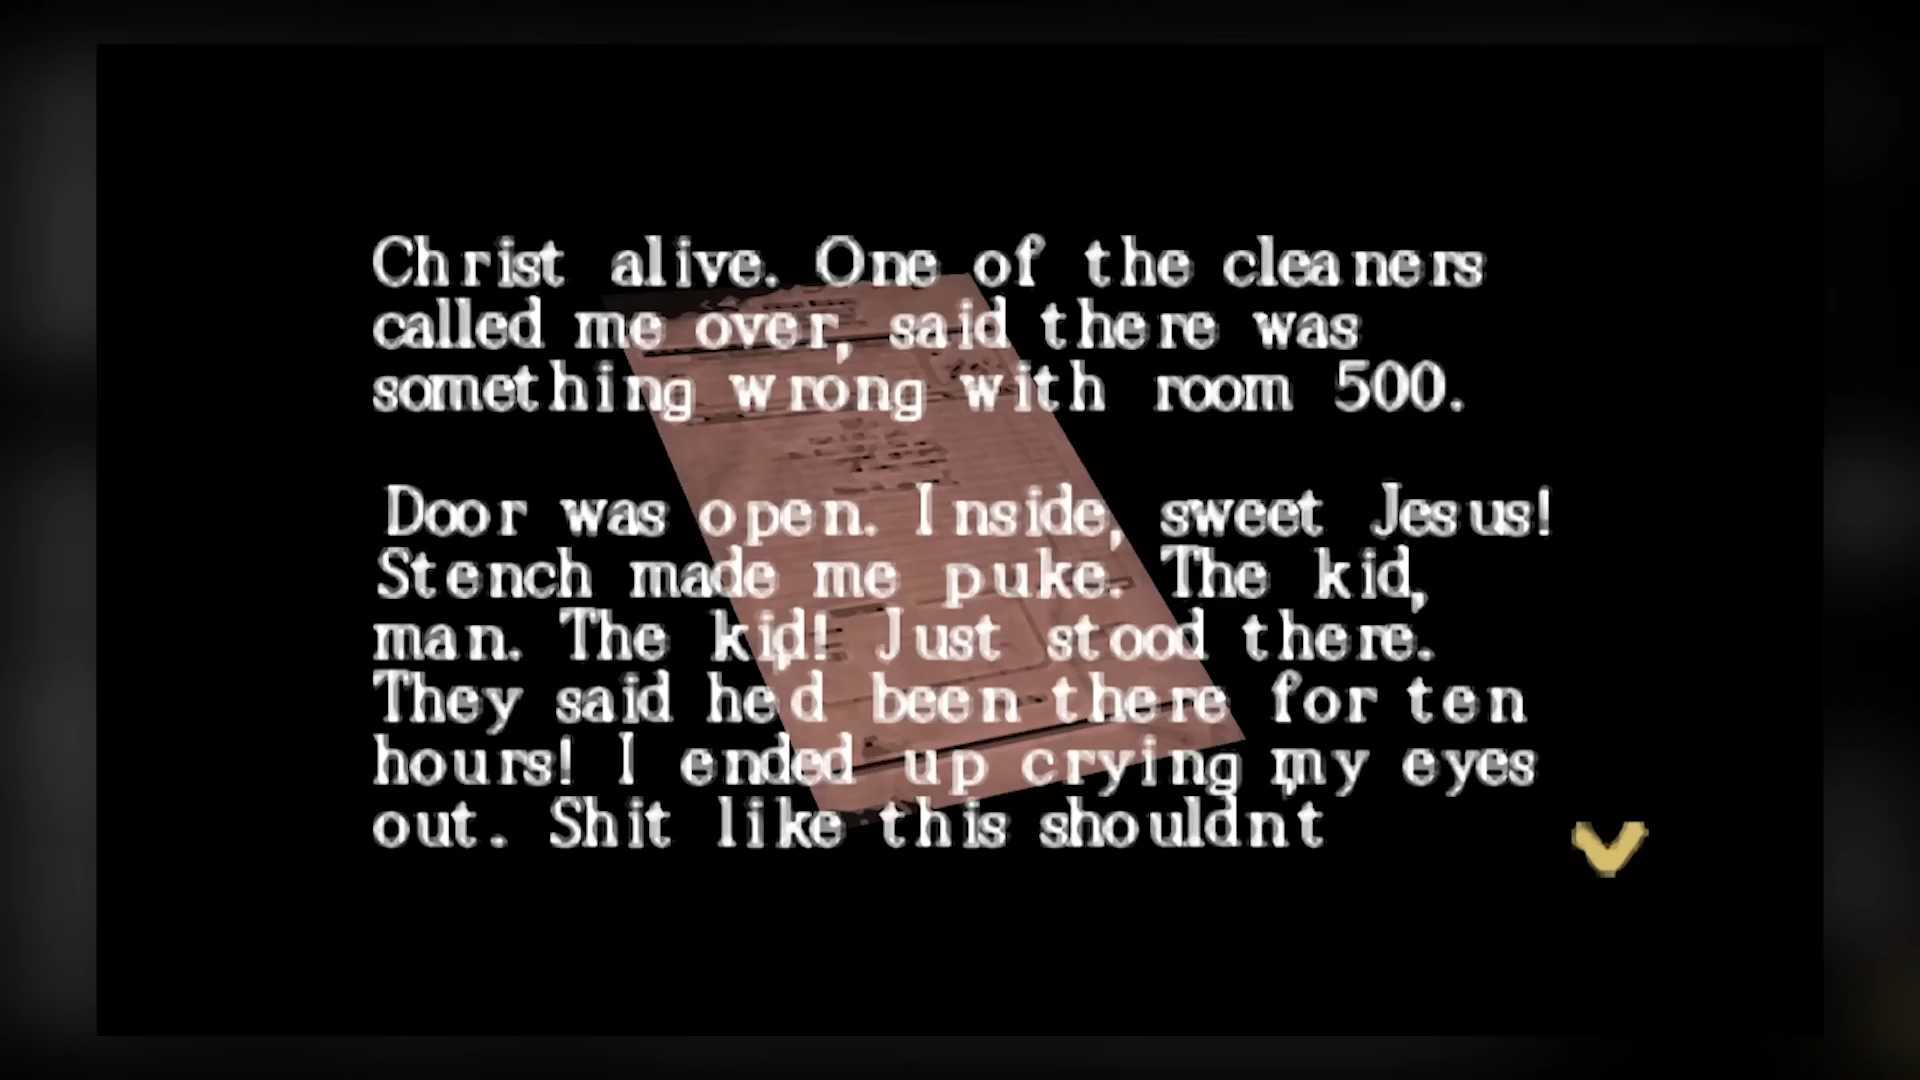 Christ alive. One of the cleaners
called me over, said there was
something wrong with room 500.
Door was open. Inside, sweet Jesus!
Stench made me puke. The kid,
man. The kid! Just stood there.
They said hed been there for ten
hours! I ended up crying my eyes
out. Shit like this shouldnt